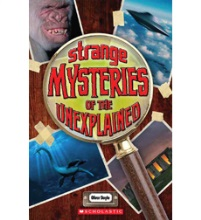 strange
MYSTERIES
OF THE
UNEXPLAINED
SCHOLASTIC